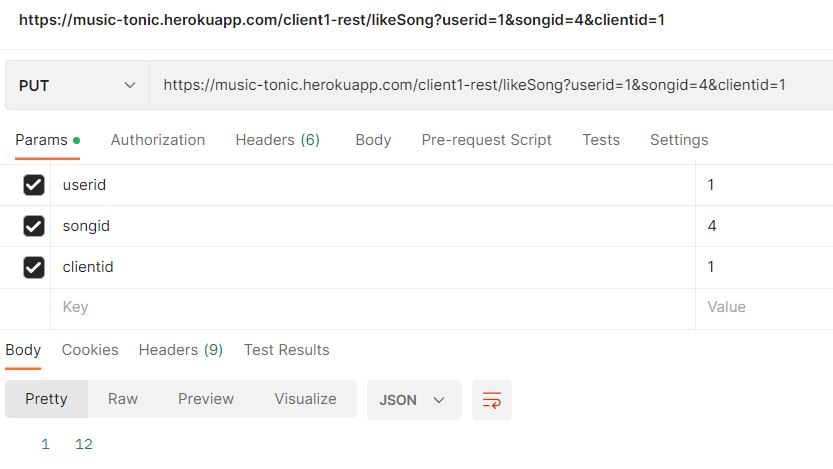 https://music-tonic.herokuapp.com/client1-rest/likeSong?userid=1&songid=4&clientid=1
PUT https://music-tonic.herokuapp.com/client1-rest/likeSong?userid=1&songid=4&clientid=1
Params Authorization Headers (6) Body Pre-request Script Tests Settings
userid 1
songid 4
clientid 1
Key Value
Body Cookies Headers (9) Test Results
Pretty Raw Preview Visualize JSON
1 12